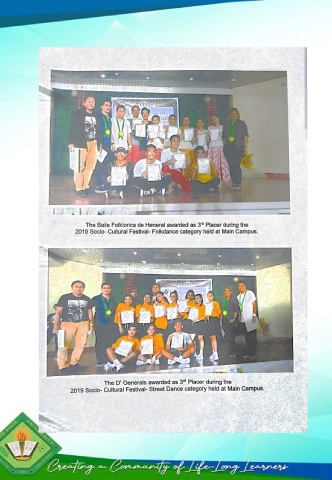 The Baile Folklorico de Heneral awarded as 3rd Placer during the
2019 Socio- Cultural Festival- Folkdance category held at Main Campus.
The D' Generals awarded as 3rd Placer during the
2019 Socio- Cultural Festival- Street Dance category held at Main Campus.
Creating a Community of Life-Long Learners